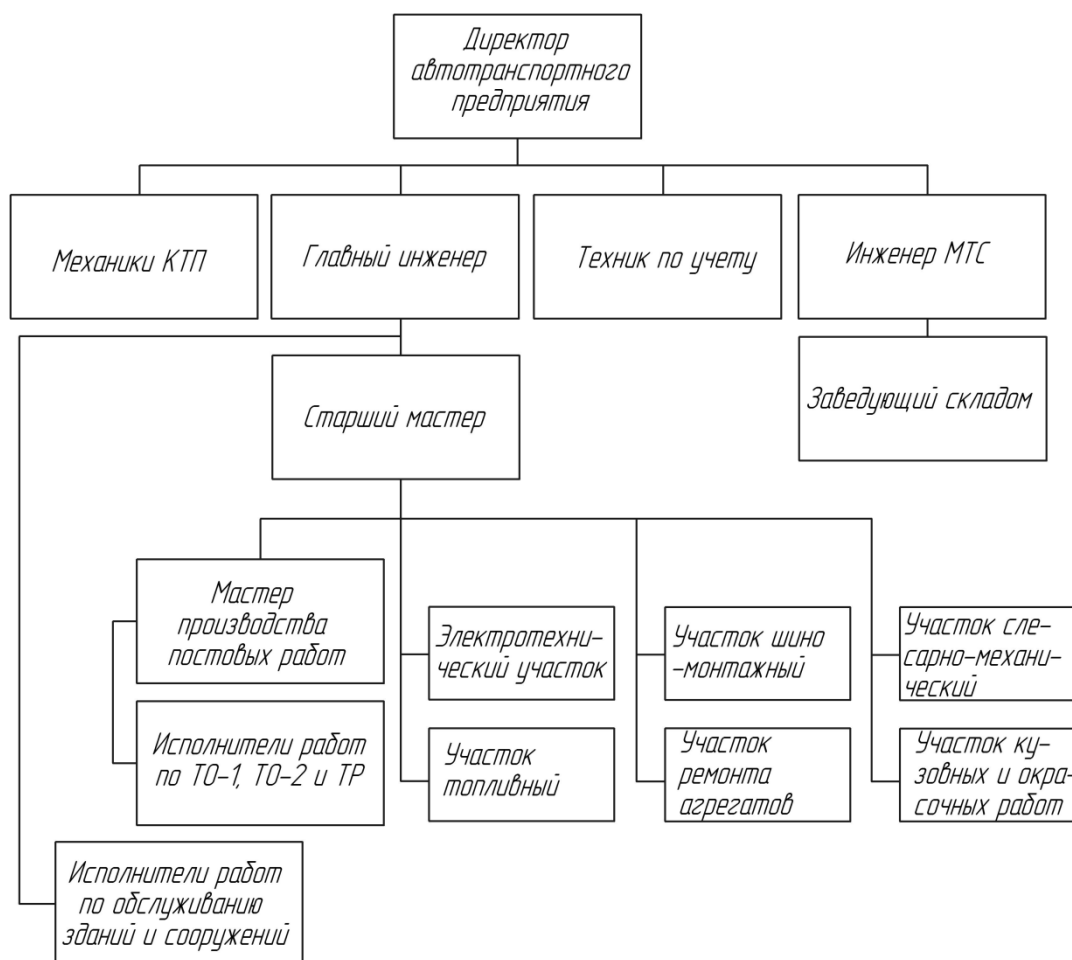 Директор
автотранспортного
предприятия
Механики КТП
Главный инженер
Техник по учету
Инженер МТС
Старший мастер
Заведующий складом
Мастер
производства
постовых работ
Электротехни-
ческий участок
Участок шино
-монтажный
Участок сле-
сарно-механи-
ческий
Исполнители работ
по ТО-1, ТО-2 и ТР
Участок
топливный
Участок
ремонта
агрегатов
Участок ку-
зовных и окра-
сочных работ
Исполнители работ
по обслуживанию
зданий и сооружений